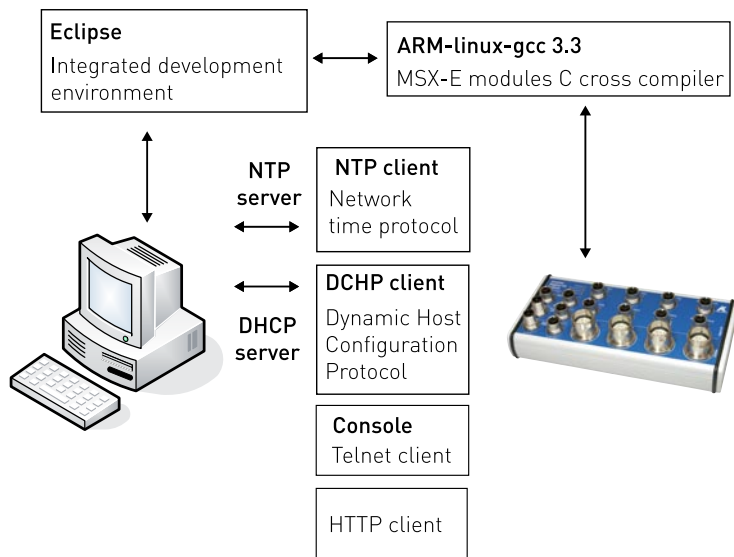 Eclipse
Integrated development
environment
ARM-linux-gcc 3.3
MSX-E modules C cross compiler
NTP
server
NTP client
Network
time protocol
DHCP
server
DCHP client
Dynamic Host
Configuration
Protocol
Console
Telnet client
HTTP client